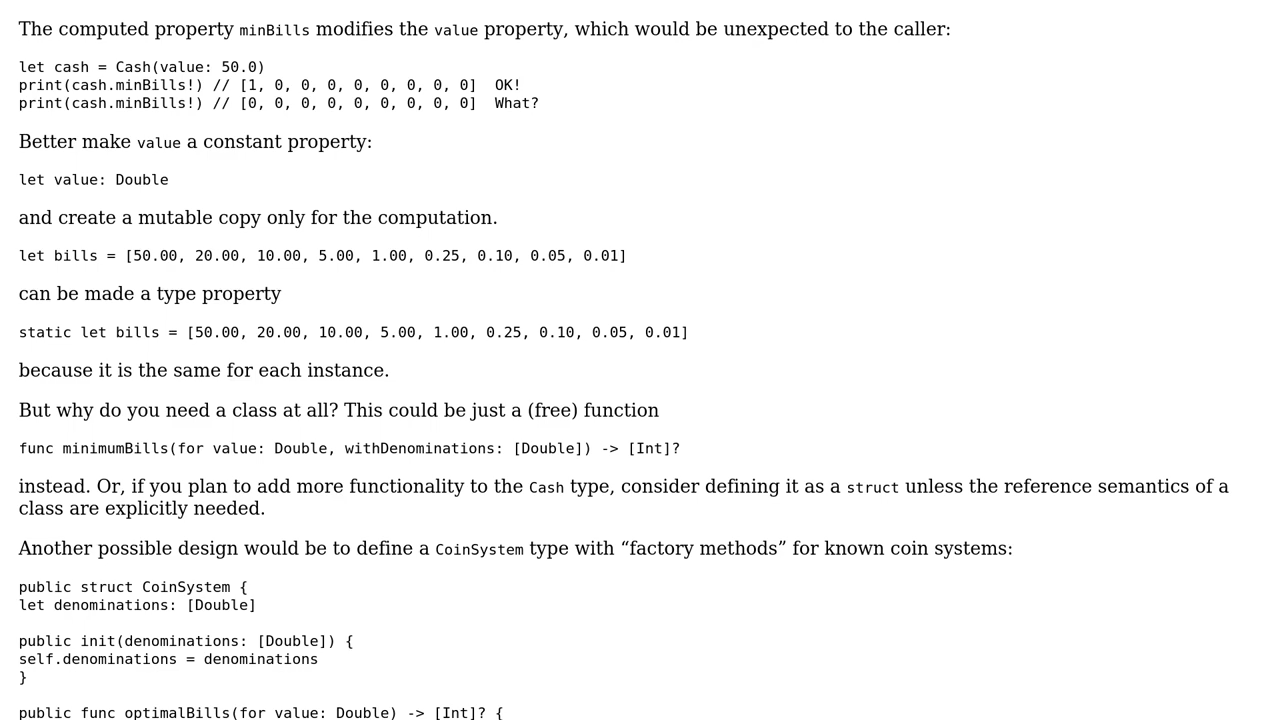 The computed property minBills modifies the value property, which would be unexpected to the caller:
let cash = Cash(value: 50.0)
print(cash.minBills!) // [1, 0, 0, 0, 0, 0, 0, 0, 0]  OK!
print(cash.minBills!) // [0, 0, 0, 0, 0, 0, 0, 0, 0]  What?
Better make value a constant property:
let value: Double
and create a mutable copy only for the computation.
let bills = [50.00, 20.00, 10.00, 5.00, 1.00, 0.25, 0.10, 0.05, 0.01]
can be made a type property
static let bills = [50.00, 20.00, 10.00, 5.00, 1.00, 0.25, 0.10, 0.05, 0.01]
because it is the same for each instance.
But why do you need a class at all? This could be just a (free) function
func minimumBills(for value: Double, withDenominations: [Double]) -> [Int]?
instead. Or, if you plan to add more functionality to the Cash type, consider defining it as a struct unless the reference semantics of a
class are explicitly needed.
Another possible design would be to define a CoinSystem type with “factory methods” for known coin systems:
public struct CoinSystem {
let denominations: [Double]
public init(denominations: [Double]) {
self.denominations = denominations
}
public func optimalBills(for value: Double) -> [Int]? {